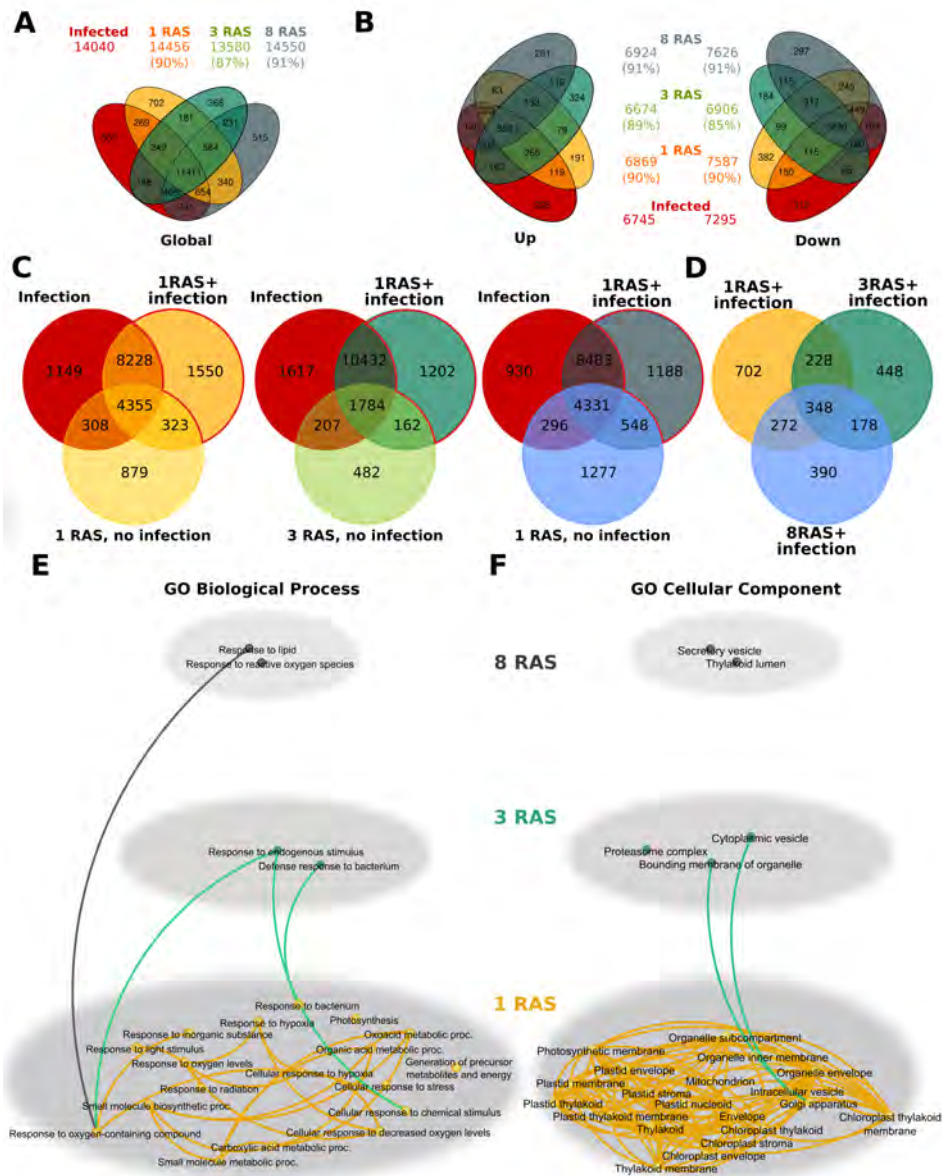 A
Infected 1 RAS 3 RAS 8 RAS
14040 14456 13580 14550
(90%) (87%) (91%)
702 366
269 181 231 515
349 584
11411
340
654
Global
B
8 RAS
6924 7626
(91%) (91%)
3 RAS
6674 6906
(89%) (85%)
1 RAS
6869 7587
(90%) (90%)
Infected
6745 7295
281
83
324
79
191
119
Up
297
115 245
184
317
99
115
382
150
Down
C
Infection
1RAS+
infection
1149 8228 1550
4355
308 323
879
1 RAS, no infection
Infection
1RAS+
infection
1617 10432 1202
1784
207 162
482
3 RAS, no infection
Infection
1RAS+
infection
930 8483 1188
4331
296 548
1277
1 RAS, no infection
D
1RAS+
infection
3RAS+
infection
702 228 448
348
272 178
390
8RAS+
infection
E
GO Biological Process
F
GO Cellular Component
Response to lipid
Response to reactive oxygen species
8 RAS
Secretory vesicle
Thylakoid lumen
3 RAS
Response to endogenous stimulus
Defense response to bacterium
Cytoplasmic vesicle
Proteasome complex
Bounding membrane of organelle
1 RAS
Response to bacterium
Response to hypoxia
Photosynthesis
Response to inorganic substance
Oxoacid metabolic proc.
Response to light stimulus
Organic acid metabolic proc.
Response to oxygen levels
Generation of precursor
metabolites and energy
Cellular response to hypoxia
Response to radiation
Cellular response to stress
Small molecule biosynthetic proc.
Cellular response to chemical stimulus
Response to oxygen-containing compound
Cellular response to decreased oxygen levels
Carboxylic acid metabolic proc.
Small molecule metabolic proc.
Organelle subcompartment
Photosynthetic membrane
Organelle inner membrane
Plastid envelope
Organelle envelope
Plastid membrane
Mitochondrion
Plastid stroma
Intracellular vesicle
Plastid thylakoid
Plastid nucleoid
Golgi apparatus
Plastid thylakoid membrane
Envelope
Chloroplast thylakoid
membrane
Thylakoid
Chloroplast thylakoid
Chloroplast stroma
Chloroplast envelope
Thylakoid membrane